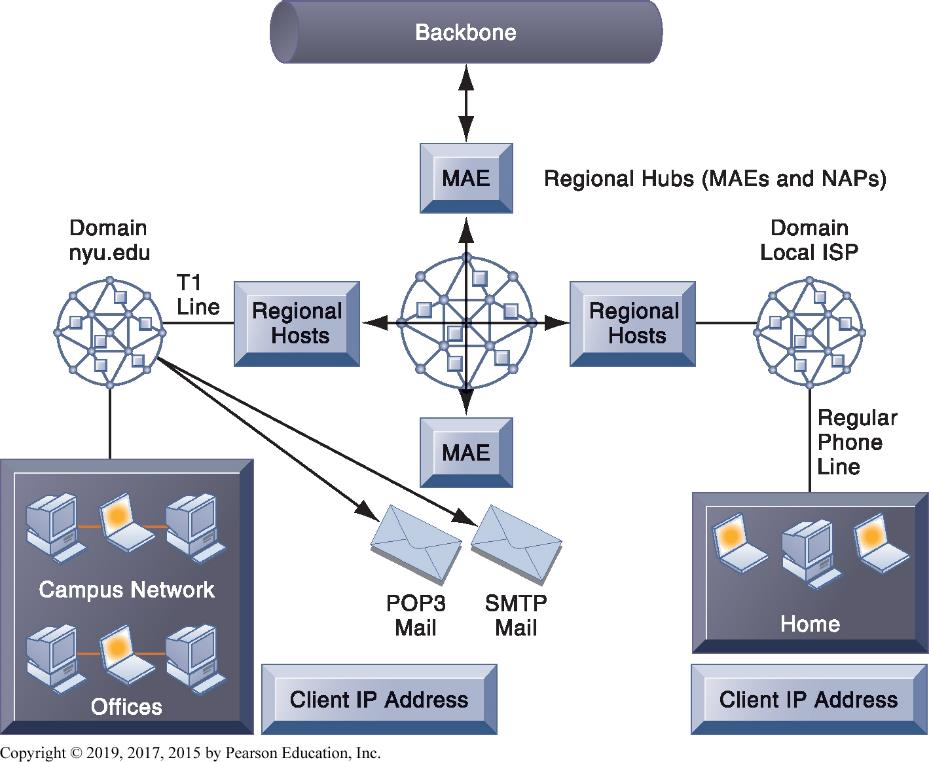 Backbone
MAE
Regional Hubs (MAEs and NAPs)
Domain
nyu.edu
Domain
Local ISP
T1
Line
Regional
Hosts
Regional
Hosts
MAE
Regular
Phone
Line
Campus Network
Offices
POP3
Mail
SMTP
Mail
Home
Client IP Address
Client IP Address
Copyright © 2019, 2017, 2015 by Pearson Education, Inc.